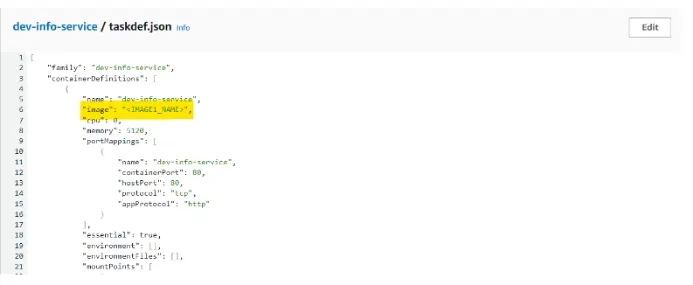 dev-info-service / taskdef.json Info
Edit
1 {
2 "family": "dev-info-service",
3 "containerDefinitions": [
4 {
5 "name": "dev-info-service",
6 "image": "<IMAGE1_NAME>",
7 "cpu": 0,
8 "memory": 5120,
9 "portMappings": [
10 {
11 "name": "dev-info-service",
12 "containerPort": 80,
13 "hostPort": 80,
14 "protocol": "tcp",
15 "appProtocol": "http"
16 }
17 ],
18 "essential": true,
19 "environment": [],
20 "environmentFiles": [],
21 "mountPoints": [